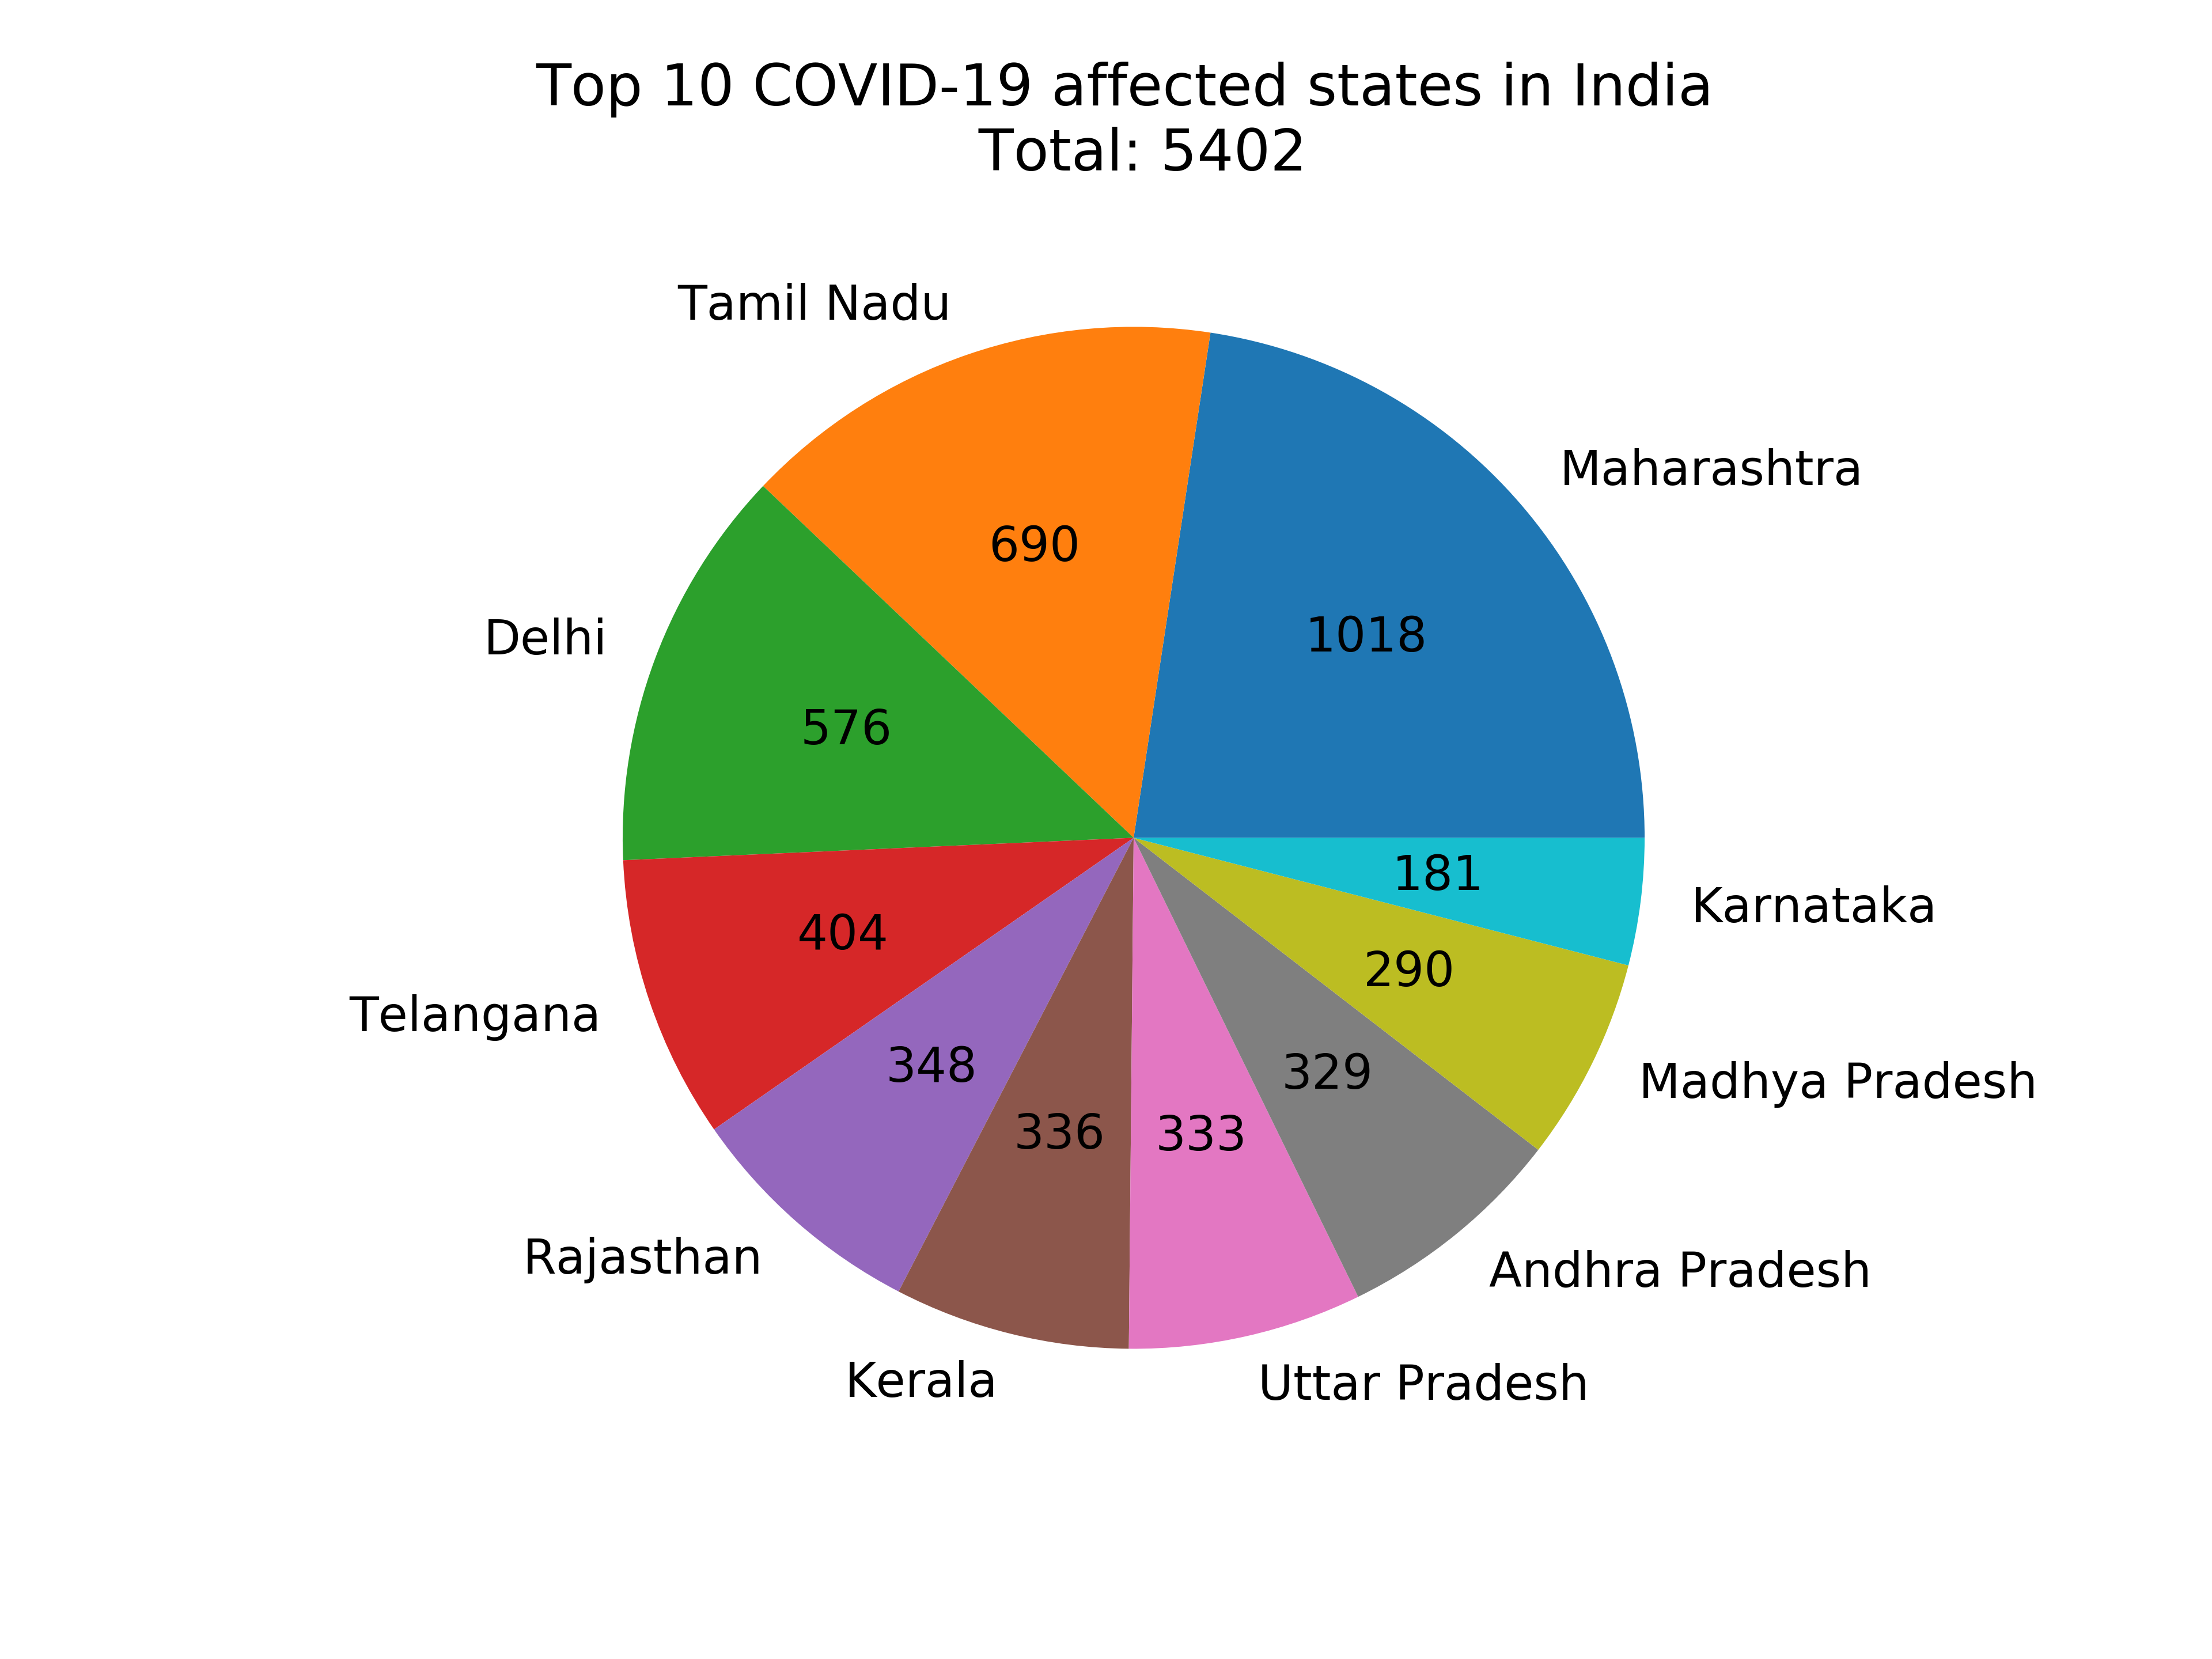 Top 10 COVID-19 affected states in India
Total: 5402
Tamil Nadu
Maharashtra
690
1018
Delhi
576
181
Karnataka
404
290
Telangana
348
329
Madhya Pradesh
336
333
Rajasthan
Andhra Pradesh
Kerala
Uttar Pradesh